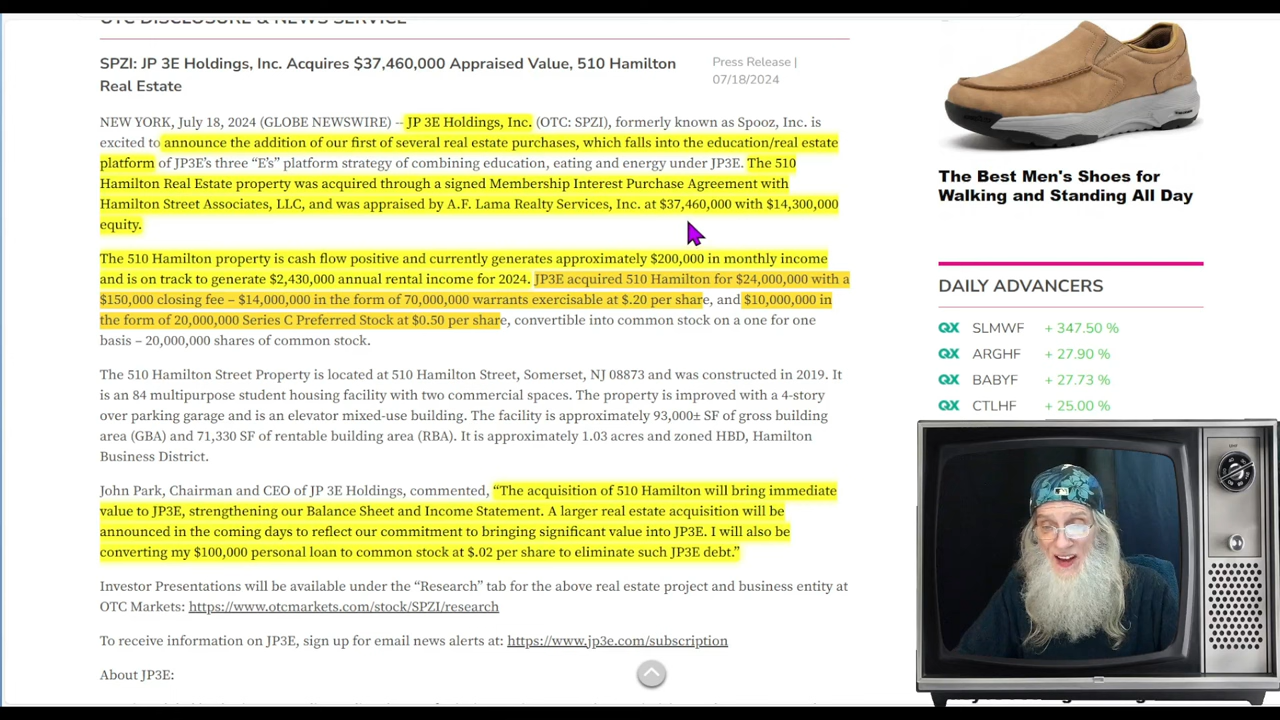 OTC DISCLOSURE & NEWS SERVICE
SPZI: JP 3E Holdings, Inc. Acquires $37,460,000 Appraised Value, 510 Hamilton
Real Estate
Press Release |
07/18/2024
NEW YORK, July 18, 2024 (GLOBE NEWSWIRE) -- JP 3E Holdings, Inc. (OTC: SPZI), formerly known as Spooz, Inc. is
excited to announce the addition of our first of several real estate purchases, which falls into the education/real estate
platform of JP3E’s three “E’s” platform strategy of combining education, eating and energy under JP3E. The 510
Hamilton Real Estate property was acquired through a signed Membership Interest Purchase Agreement with
Hamilton Street Associates, LLC, and was appraised by A.F. Lama Realty Services, Inc. at $37,460,000 with $14,300,000
equity.
The 510 Hamilton property is cash flow positive and currently generates approximately $200,000 in monthly income
and is on track to generate $2,430,000 annual rental income for 2024. JP3E acquired 510 Hamilton for $24,000,000 with a
$150,000 closing fee – $14,000,000 in the form of 70,000,000 warrants exercisable at $.20 per share, and $10,000,000 in
the form of 20,000,000 Series C Preferred Stock at $0.50 per share, convertible into common stock on a one for one
basis – 20,000,000 shares of common stock.
The 510 Hamilton Street Property is located at 510 Hamilton Street, Somerset, NJ 08873 and was constructed in 2019. It
is an 84 multipurpose student housing facility with two commercial spaces. The property is improved with a 4-story
over parking garage and is an elevator mixed-use building. The facility is approximately 93,000± SF of gross building
area (GBA) and 71,330 SF of rentable building area (RBA). It is approximately 1.03 acres and zoned HBD, Hamilton
Business District.
John Park, Chairman and CEO of JP 3E Holdings, commented, “The acquisition of 510 Hamilton will bring immediate
value to JP3E, strengthening our Balance Sheet and Income Statement. A larger real estate acquisition will be
announced in the coming days to reflect our commitment to bringing significant value into JP3E. I will also be
converting my $100,000 personal loan to common stock at $.02 per share to eliminate such JP3E debt.”
Investor Presentations will be available under the “Research” tab for the above real estate project and business entity at
OTC Markets: https://www.otcmarkets.com/stock/SPZI/research
To receive information on JP3E, sign up for email news alerts at: https://www.jp3e.com/subscription
About JP3E:
The Best Men's Shoes for
Walking and Standing All Day
DAILY ADVANCERS
QX SLMWF + 347.50 %
QX ARGHF + 27.90 %
QX BABYF + 27.73 %
QX CTLHF + 25.00 %